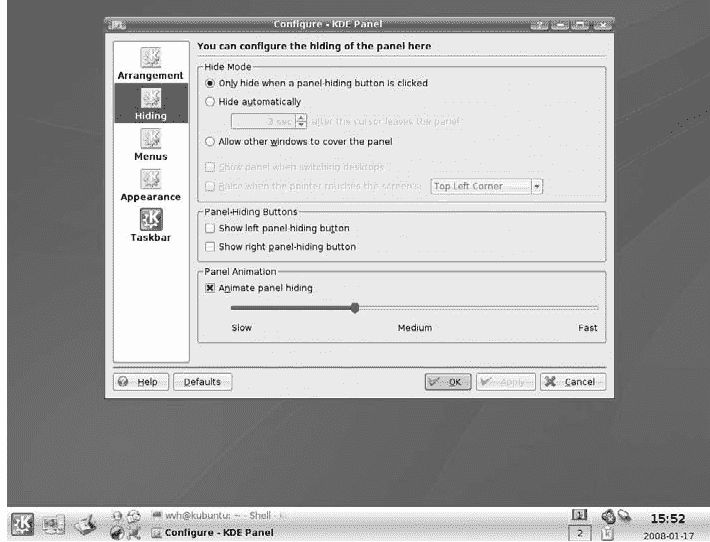 Configure - KDE Panel
You can configure the hiding of the panel here
Arrangement
Hiding
Menus
Appearance
Taskbar
Hide Mode
Only hide when a panel-hiding button is clicked
Hide automatically
3 sec after the cursor leaves the panel
Allow other windows to cover the panel
Show panel when switching desktops
Raise when the pointer touches the screen's: Top Left Corner
Panel-Hiding Buttons
Show left panel-hiding button
Show right panel-hiding button
Panel Animation
Animate panel hiding
Slow Medium Fast
Help Defaults OK Apply Cancel
wvh@kubuntu: ~ - Shell -
Configure - KDE Panel
1
2
15:52
2008-01-17